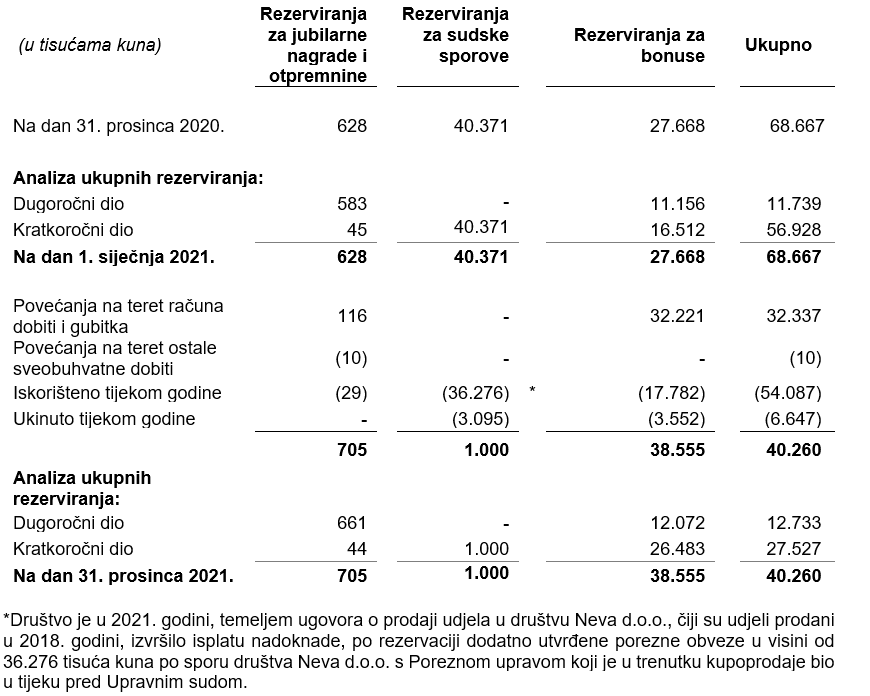 (u tisućama kuna) Rezerviranja za jubilarne nagrade i otpremnine Rezerviranja za sudske sporove Rezerviranja za bonuse Ukupno
Na dan 31. prosinca 2020. 628 40.371 27.668 68.667
Analiza ukupnih rezerviranja:
Dugoročni dio 583 - 11.156 11.739
Kratkoročni dio 45 40.371 16.512 56.928
Na dan 1. siječnja 2021. 628 40.371 27.668 68.667
Povećanja na teret računa
dobiti i gubitka 116 - 32.221 32.337
Povećanja na teret ostale
sveobuhvatne dobiti (10) - - (10)
Iskorišteno tijekom godine (29) (36.276) * (17.782) (54.087)
Ukinuto tijekom godine - (3.095) (3.552) (6.647)
705 1.000 38.555 40.260
Analiza ukupnih
rezerviranja:
Dugoročni dio 661 - 12.072 12.733
Kratkoročni dio 44 1.000 26.483 27.527
Na dan 31. prosinca 2021. 705 1.000 38.555 40.260
*Društvo je u 2021. godini, temeljem ugovora o prodaji udjela u društvu Neva d.o.o., čiji su udjeli prodani
u 2018. godini, izvršilo isplatu nadoknade, po rezervaciji dodatno utvrđene porezne obveze u visini od
36.276 tisuća kuna po sporu društva Neva d.o.o. s Poreznom upravom koji je u trenutku kupoprodaje bio
u tijeku pred Upravnim sudom.